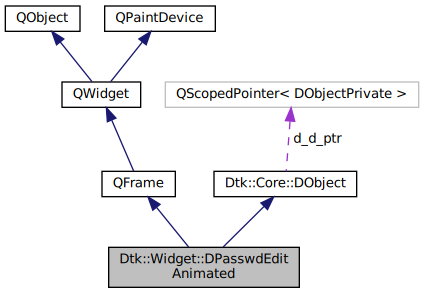 QObject
QPaintDevice
QWidget
QScopedPointer< DObjectPrivate >
d_d_ptr
QFrame
Dtk::Core::DObject
Dtk::Widget::DPasswdEdit
Animated